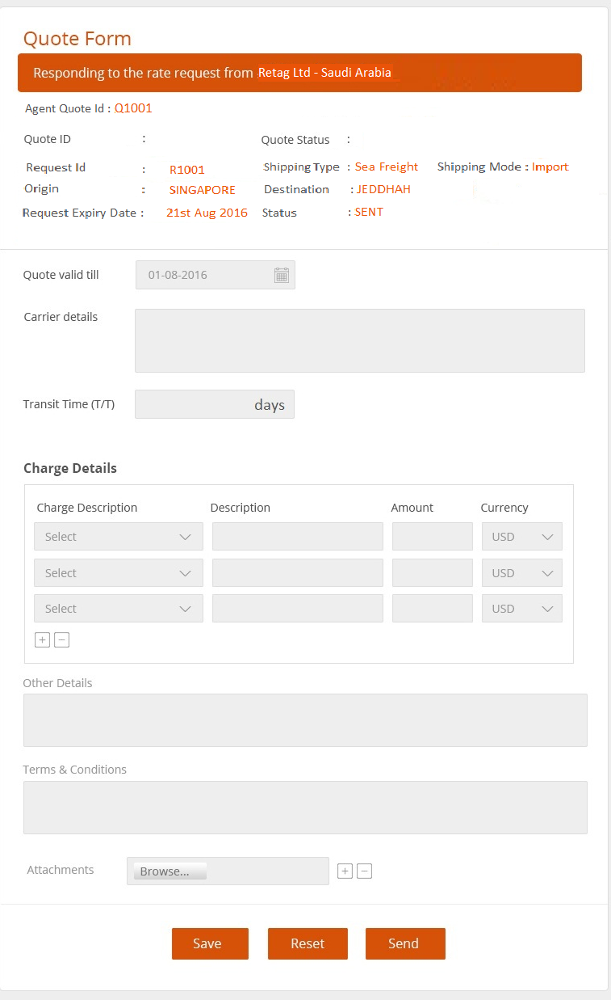 Quote Form
Responding to the rate request from Retag Ltd - Saudi Arabia
Agent Quote Id : Q1001
Quote ID : Quote Status :
Request Id : R1001 Shipping Type : Sea Freight Shipping Mode : Import
Origin : SINGAPORE Destination : JEDDHAH
Request Expiry Date : 21st Aug 2016 Status : SENT
Quote valid till 01-08-2016
Carrier details
Transit Time (T/T) days
Charge Details
Charge Description Description Amount Currency
Select USD
Select USD
Select USD
+ −
Other Details
Terms & Conditions
Attachments Browse... + −
Save Reset Send